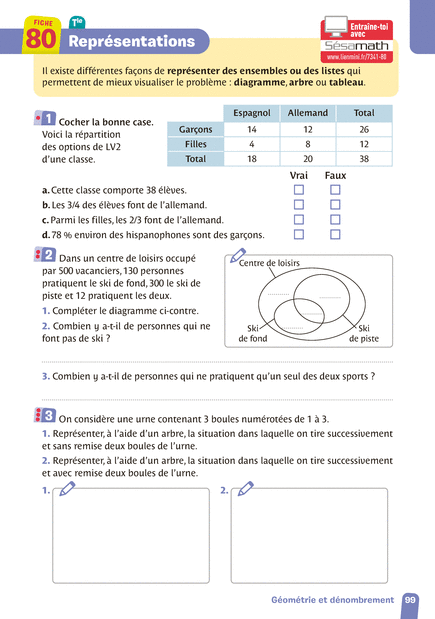 FICHE
80
Tle
Représentations
Entraîne-toi
avec
Sésamath
www.lienmini.fr/7341-80
Il existe différentes façons de représenter des ensembles ou des listes qui
permettent de mieux visualiser le problème : diagramme, arbre ou tableau.
1 Cocher la bonne case.
Voici la répartition
des options de LV2
d'une classe.
Espagnol Allemand Total
Garçons 14 12 26
Filles 4 8 12
Total 18 20 38
Vrai Faux
a. Cette classe comporte 38 élèves.
b. Les 3/4 des élèves font de l'allemand.
c. Parmi les filles, les 2/3 font de l'allemand.
d. 78 % environ des hispanophones sont des garçons.
2 Dans un centre de loisirs occupé
par 500 vacanciers, 130 personnes
pratiquent le ski de fond, 300 le ski de
piste et 12 pratiquent les deux.
1. Compléter le diagramme ci-contre.
2. Combien y a-t-il de personnes qui ne
font pas de ski ?
Centre de loisirs
Ski
de fond
Ski
de piste
3. Combien y a-t-il de personnes qui ne pratiquent qu'un seul des deux sports ?
3 On considère une urne contenant 3 boules numérotées de 1 à 3.
1. Représenter, à l'aide d'un arbre, la situation dans laquelle on tire successivement
et sans remise deux boules de l'urne.
2. Représenter, à l'aide d'un arbre, la situation dans laquelle on tire successivement
et avec remise deux boules de l'urne.
1.
2.
Géométrie et dénombrement 99